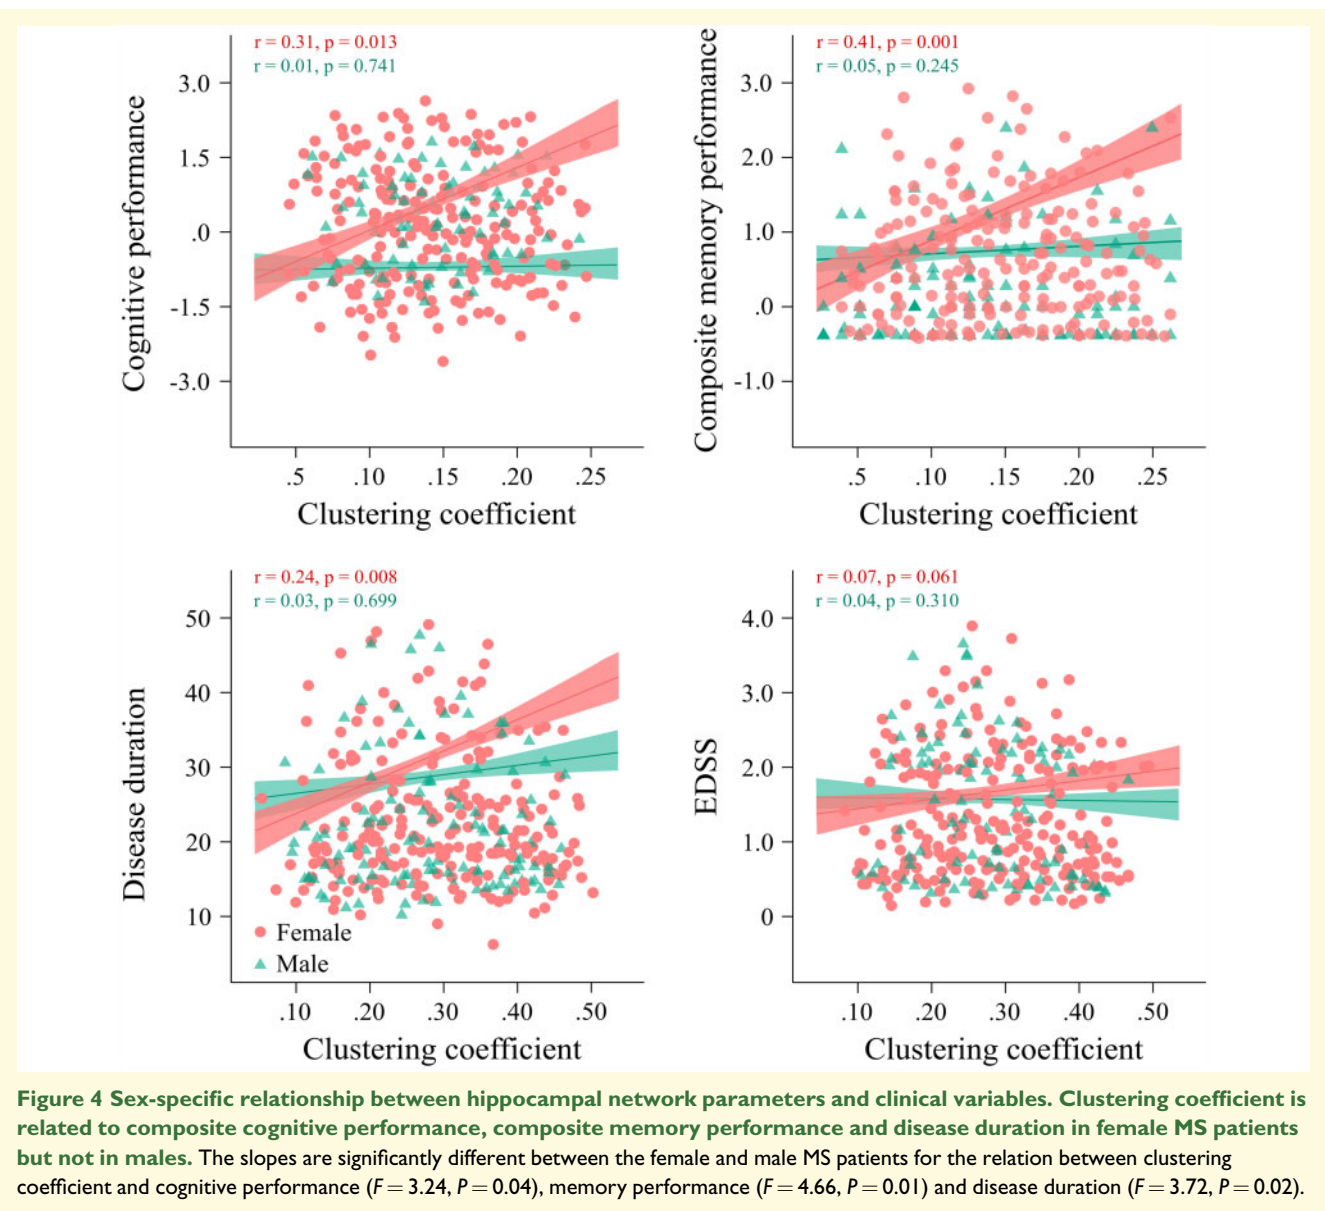 r = 0.31, p = 0.013
r = 0.01, p = 0.741
Cognitive performance
3.0
1.5
.0
-1.5
-3.0
.5 .10 .15 .20 .25
Clustering coefficient
r = 0.41, p = 0.001
r = 0.05, p = 0.245
Composite memory performance
3.0
2.0
1.0
.0
-1.0
.5 .10 .15 .20 .25
Clustering coefficient
r = 0.24, p = 0.008
r = 0.03, p = 0.699
Disease duration
50
40
30
20
10
Female
Male
.10 .20 .30 .40 .50
Clustering coefficient
r = 0.07, p = 0.061
r = 0.04, p = 0.310
EDSS
4.0
3.0
2.0
1.0
0
.10 .20 .30 .40 .50
Clustering coefficient
Figure 4 Sex-specific relationship between hippocampal network parameters and clinical variables. Clustering coefficient is
related to composite cognitive performance, composite memory performance and disease duration in female MS patients
but not in males. The slopes are significantly different between the female and male MS patients for the relation between clustering
coefficient and cognitive performance (F = 3.24, P = 0.04), memory performance (F = 4.66, P = 0.01) and disease duration (F = 3.72, P = 0.02).